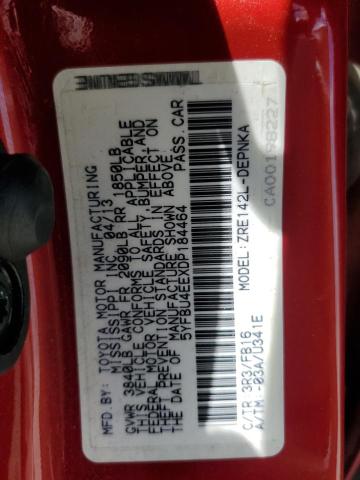 MFD.BY: TOYOTA MOTOR MANUFACTURING
MISSISSIPPI, INC. 04/13
GVWR 3840LB GAWR FR 2090LB RR 1850LB
THIS VEHICLE CONFORMS TO ALL APPLICABLE
FEDERAL MOTOR VEHICLE SAFETY, BUMPER, AND
THEFT PREVENTION STANDARDS IN EFFECT ON
THE DATE OF MANUFACTURE SHOWN ABOVE.
5YFBU4EEXDP184464 PASS.CAR
MODEL: ZRE142L-DEPNKA
C/TR: 3R3/FB16
A/TM: -03A/U341E
CA00198227